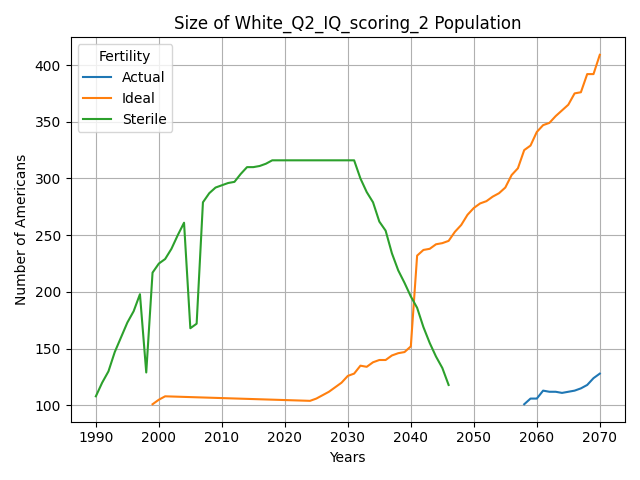 Size of White_Q2_IQ_scoring_2 Population
Fertility
Actual
Ideal
Sterile
Number of Americans
400
350
300
250
200
150
100
1990 2000 2010 2020 2030 2040 2050 2060 2070
Years